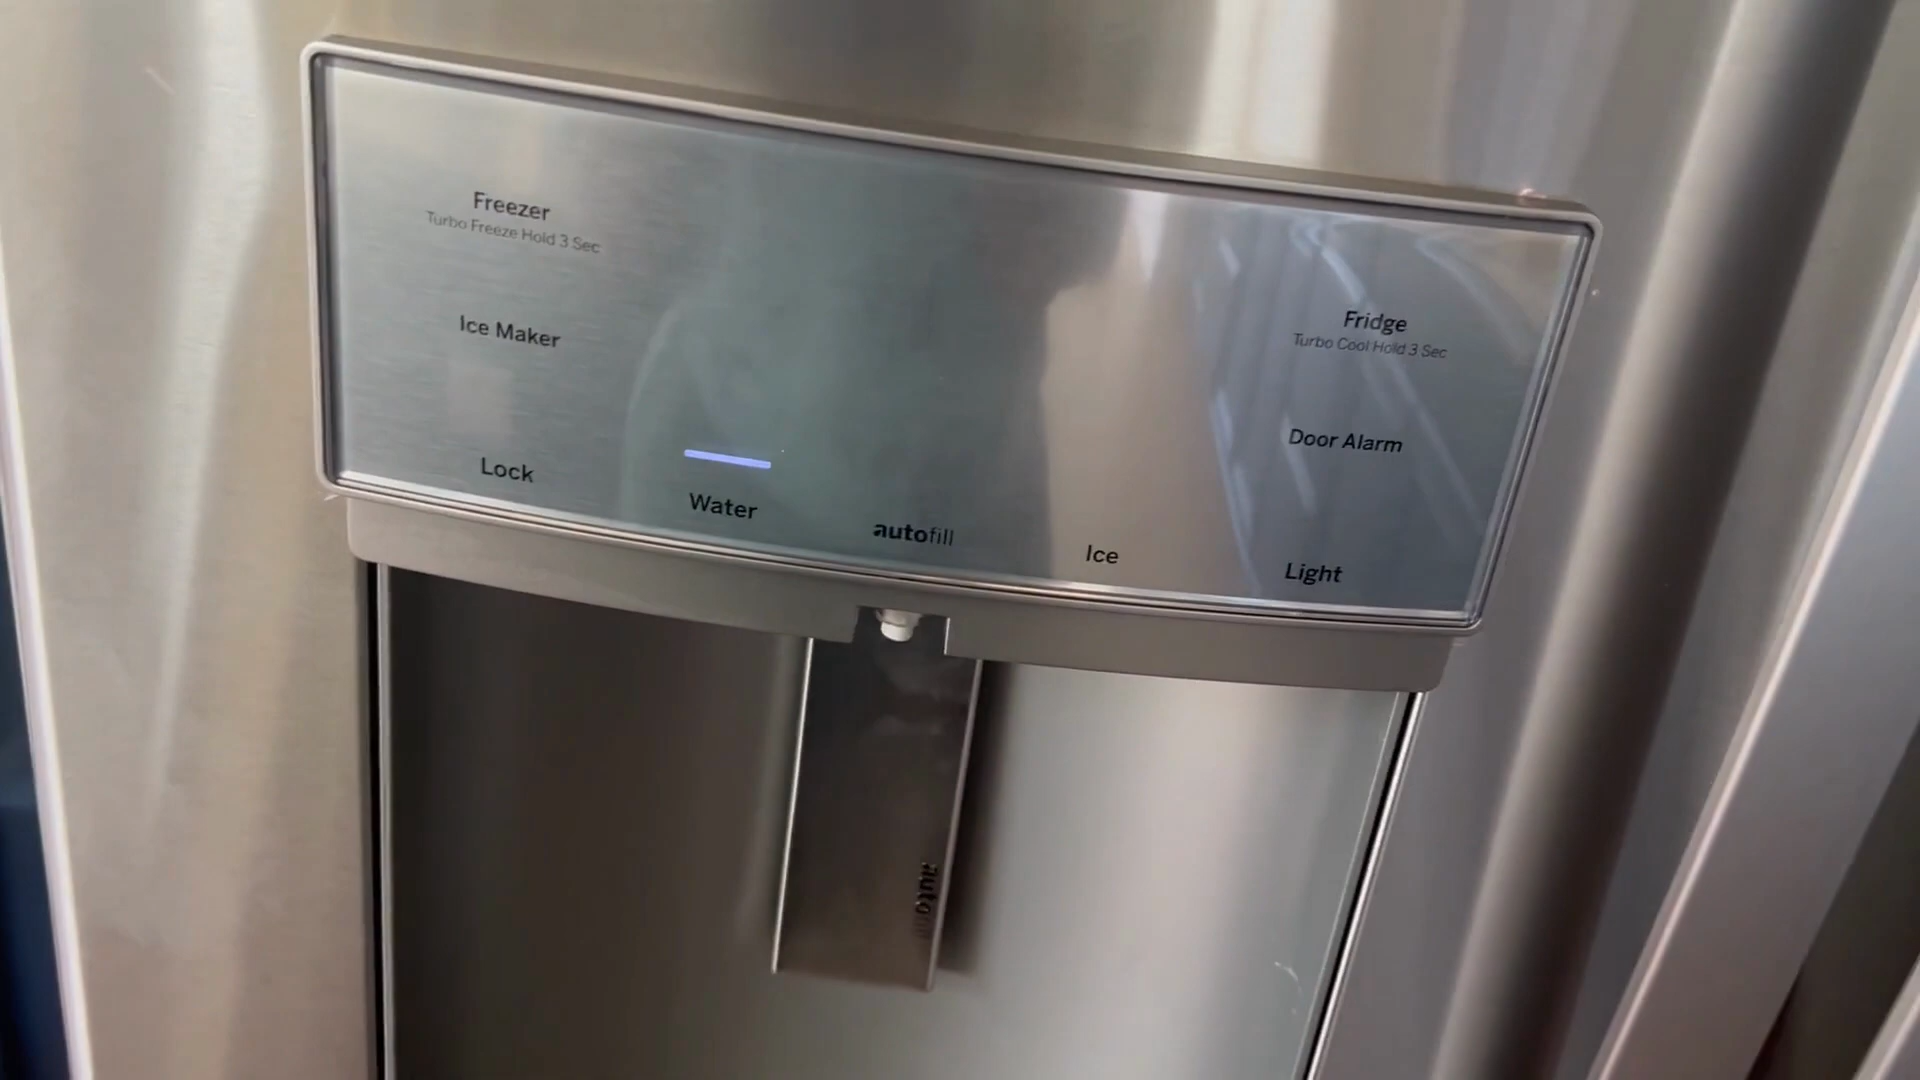 Freezer
Turbo Freeze Hold 3 Sec
Ice Maker
Lock
Water
autofill
Ice
Fridge
Turbo Cool Hold 3 Sec
Door Alarm
Light
auto